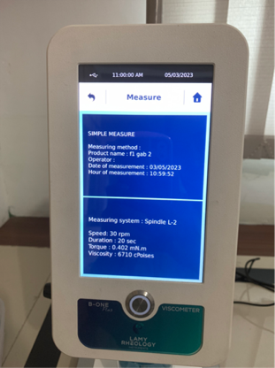 11:00:00 AM 05/03/2023
Measure
SIMPLE MEASURE
Measuring method :
Product name : f1 gab 2
Operator :
Date of measurement : 03/05/2023
Hour of measurement : 10:59:52
Measuring system : Spindle L-2
Speed: 30 rpm
Duration : 20 sec
Torque : 0.402 mN.m
Viscosity : 6710 cPoises
B-ONE
VISCOMETER
LAMY
RHEOLOGY